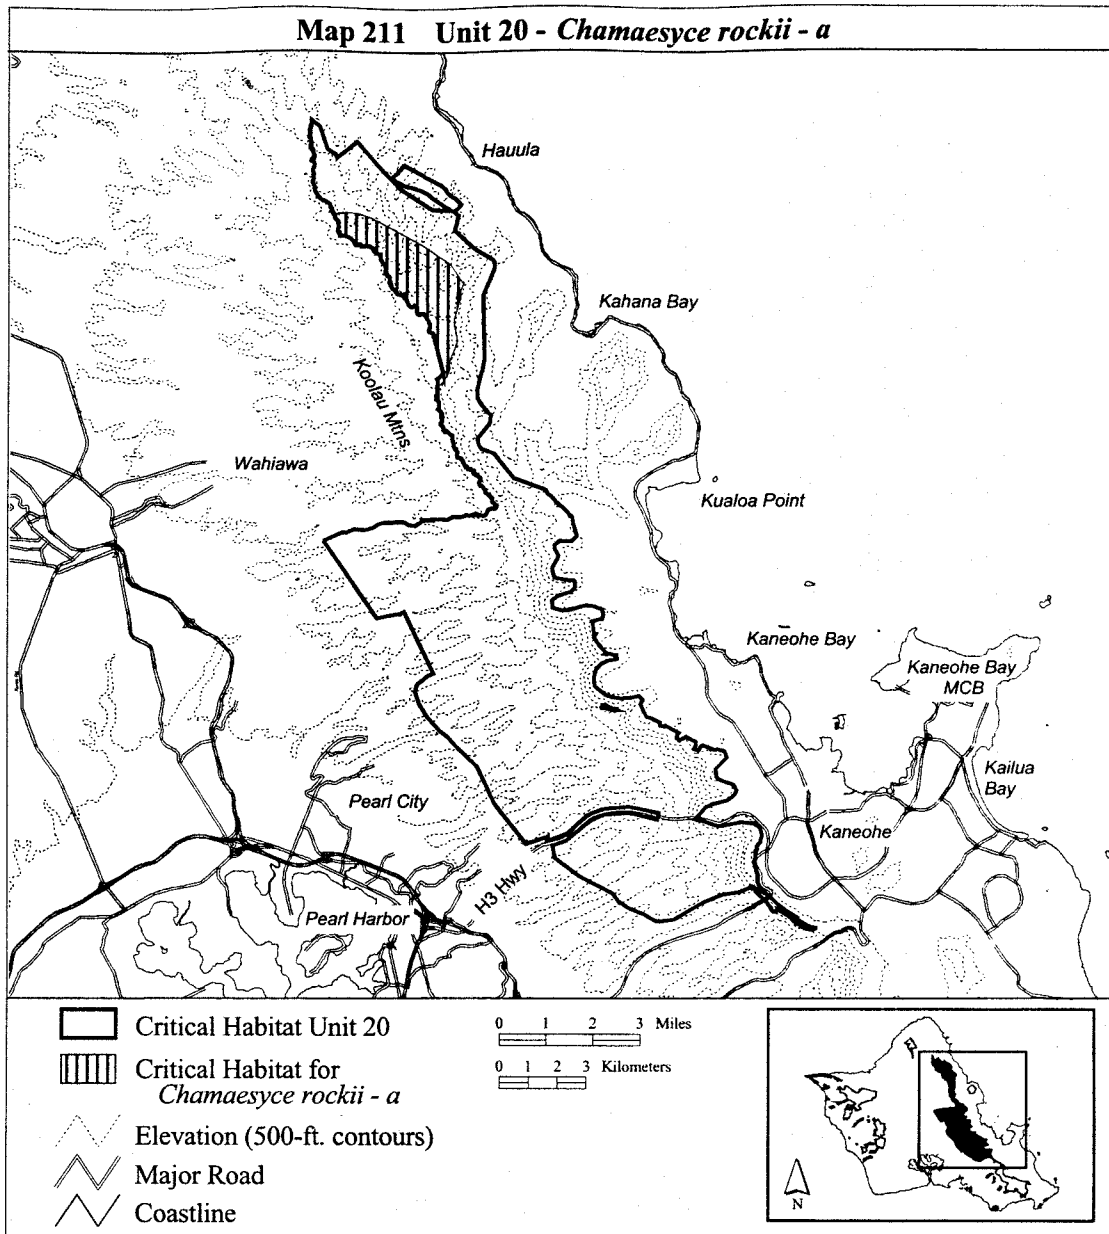 Map 211 Unit 20 - Chamaesyce rockii - a
Hauula
Kahana Bay
Koolau Mtns
Wahiawa
Kualoa Point
Kaneohe Bay
Kaneohe Bay
MCB
Kailua
Bay
Pearl City
Kaneohe
H3 Hwy
Pearl Harbor
Critical Habitat Unit 20
Critical Habitat for
Chamaesyce rockii - a
Elevation (500-ft. contours)
Major Road
Coastline
0 1 2 3 Miles
0 1 2 3 Kilometers
N